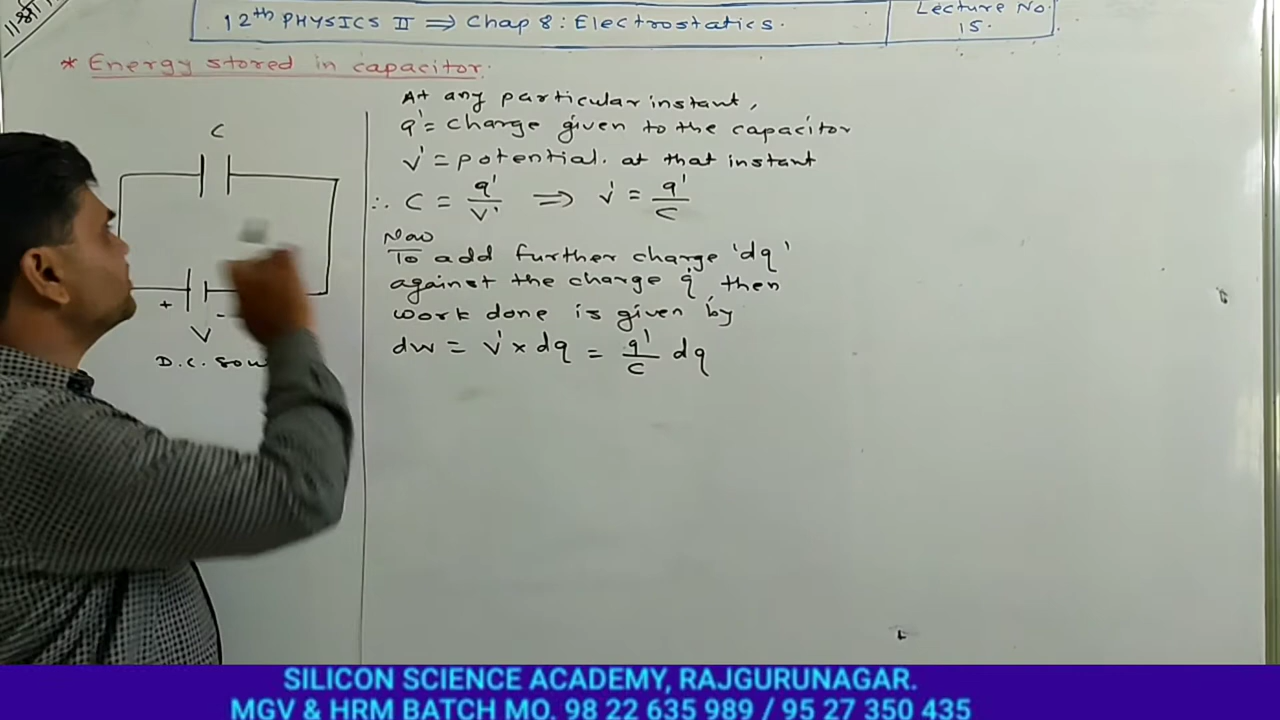 ॥श्री॥
12th PHYSICS II ⇒ Chap 8: Electrostatics.
Lecture No. 15.
* Energy stored in capacitor.
C
+ -
V
D.C. sou
At any particular instant,
q' = charge given to the capacitor
V' = potential. at that instant
∴ C = q'/V' ⇒ V' = q'/C
Now
To add further charge 'dq'
against the charge q', then
work done is given by
dw = V' × dq = q'/C dq
SILICON SCIENCE ACADEMY, RAJGURUNAGAR.
MGV & HRM BATCH MO. 98 22 635 989 / 95 27 350 435